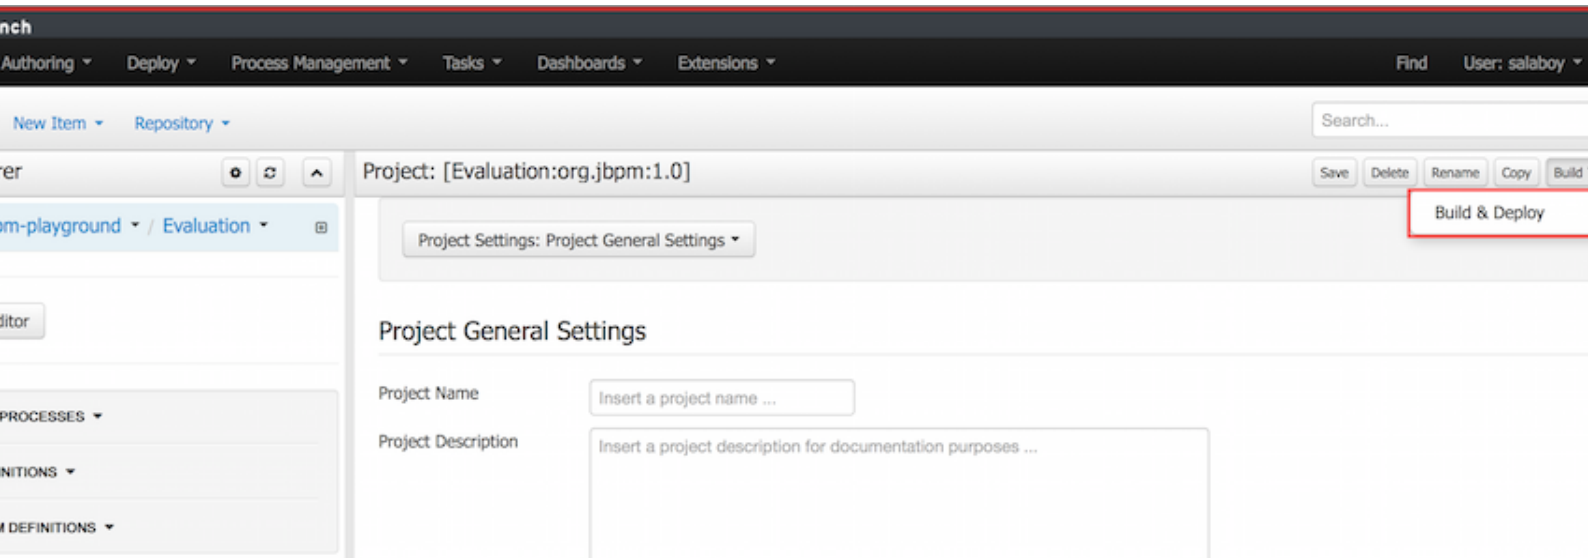 nch
Authoring Deploy Process Management Tasks Dashboards Extensions Find User: salaboy
New Item Repository Search...
rer
Project: [Evaluation:org.jbpm:1.0] Save Delete Rename Copy Build
om-playground / Evaluation
Build & Deploy
Project Settings: Project General Settings
ditor
Project General Settings
Project Name Insert a project name ...
PROCESSES
Project Description Insert a project description for documentation purposes ...
INITIONS
M DEFINITIONS